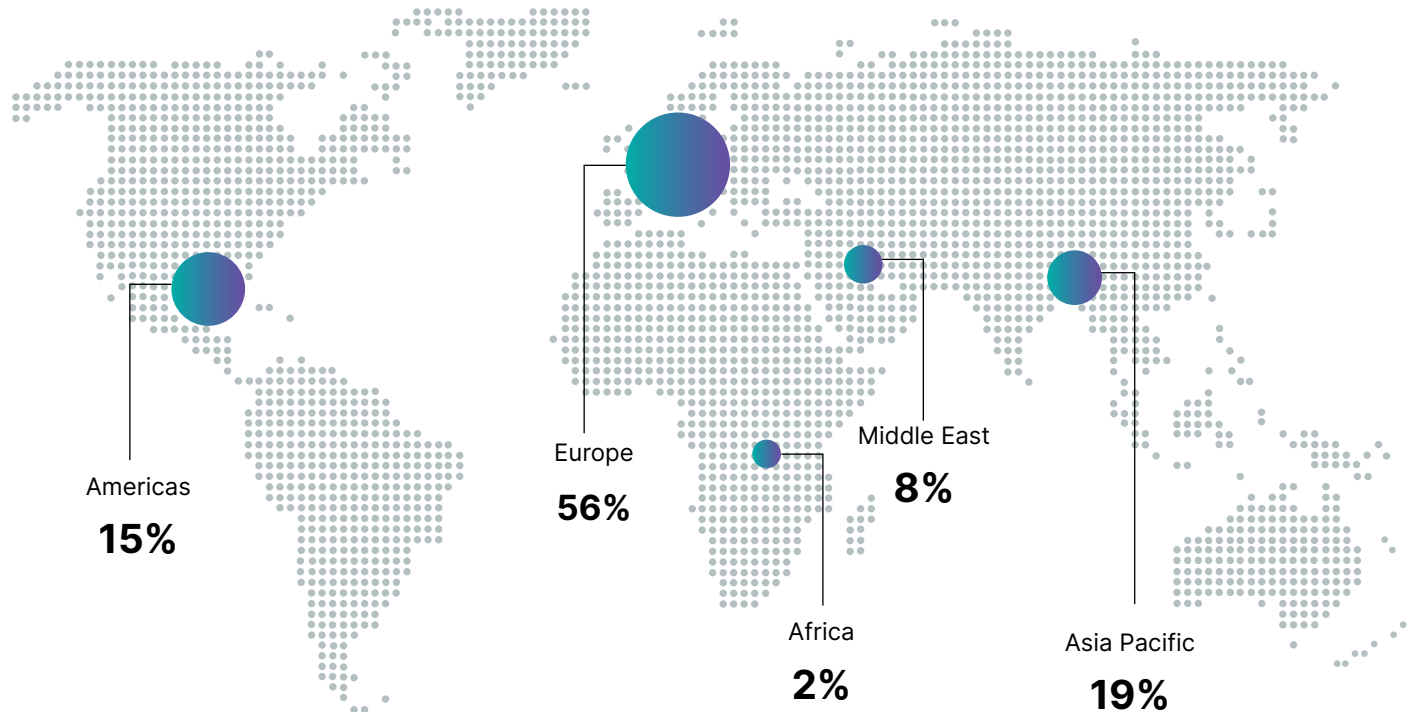 Americas
15%
Europe
56%
Middle East
8%
Africa
2%
Asia Pacific
19%